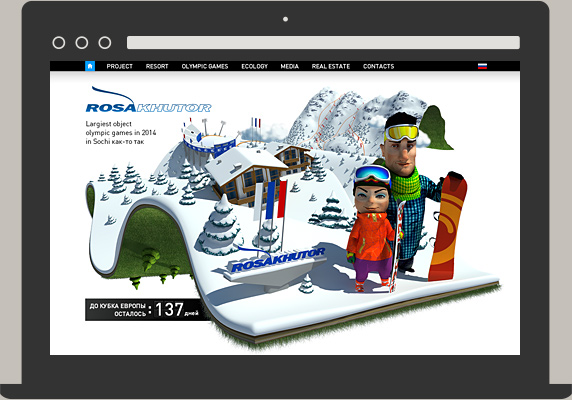 PROJECT RESORT OLYMPIC GAMES ECOLOGY MEDIA REAL ESTATE CONTACTS
ROSAKHUTOR
Largiest object
olympic games in 2014
in Sochi как-то так
ROSAKHUTOR
ДО КУБКА ЕВРОПЫ
ОСТАЛОСЬ : 137 дней